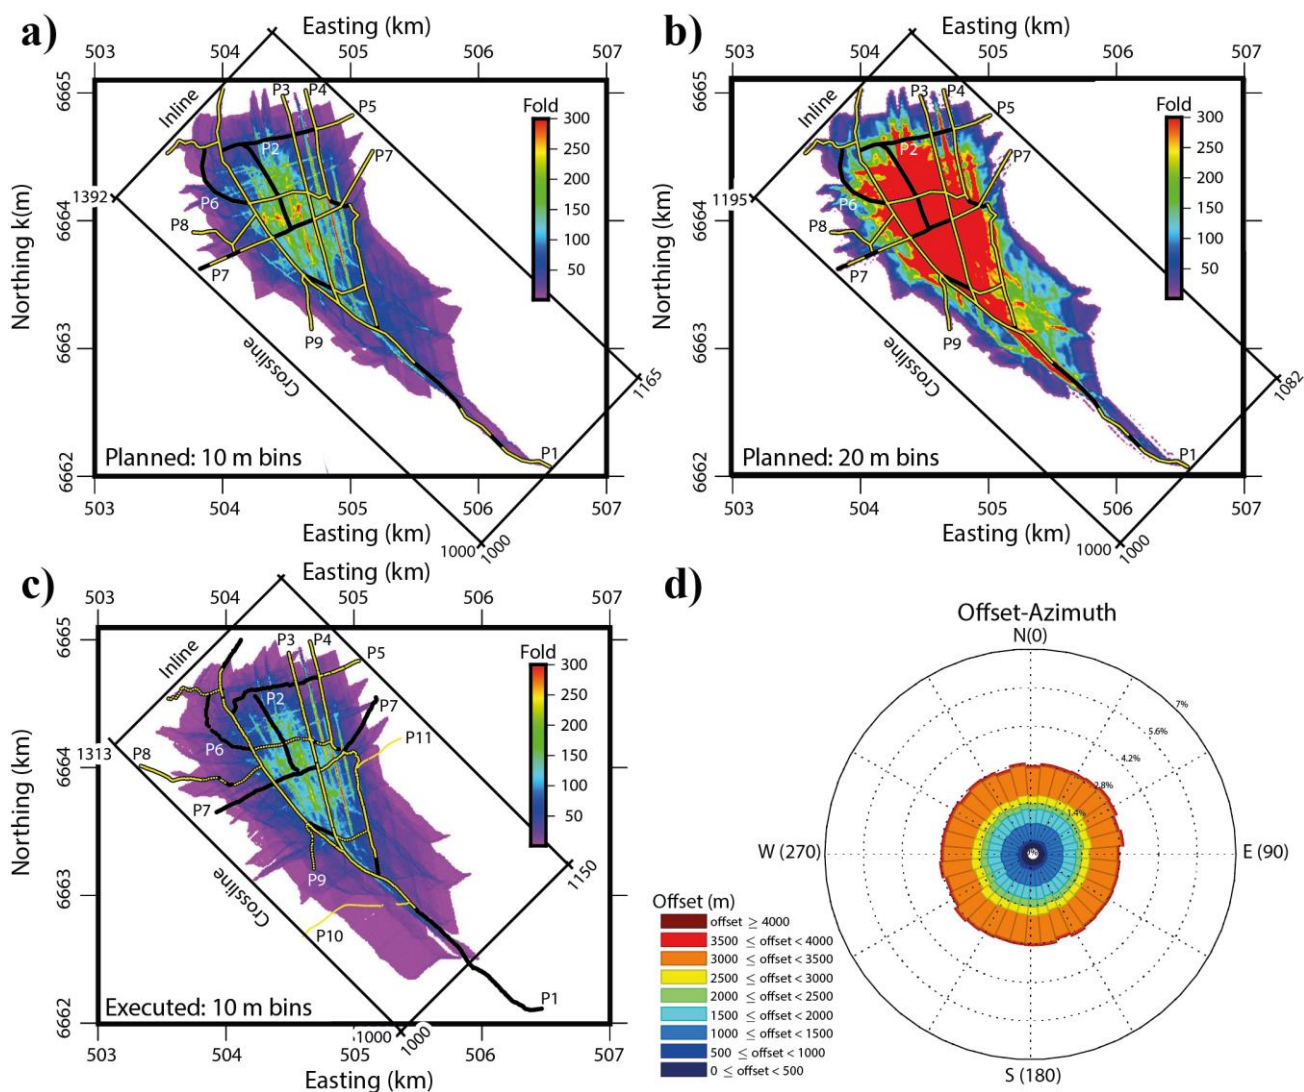 a)
Easting (km)
503 504 505 506 507
6665
6664
6663
6662
Northing k(m)
Inline
Crossline
1392
1165
1000
1000
P3 P4
P5
P2
P7
P6
P8
P7
P9
P1
Fold
300
250
200
150
100
50
Planned: 10 m bins
503 504 505 506 507
Easting (km)
b)
Easting (km)
503 504 505 506 507
6665
6664
6663
6662
Northing (km)
Inline
Crossline
1195
1082
1000
1000
P3 P4
P5
P2
P7
P6
P8
P7
P9
P1
Fold
300
250
200
150
100
50
Planned: 20 m bins
503 504 505 506 507
Easting (km)
c)
Easting (km)
503 504 505 506 507
6665
6664
6663
6662
Northing (km)
Inline
Crossline
1313
1150
1000
1000
P3 P4
P5
P2
P7
P11
P6
P8
P7
P9
P10
P1
Fold
300
250
200
150
100
50
Executed: 10 m bins
503 504 505 506 507
Easting (km)
d)
Offset-Azimuth
N(0)
7%
5.6%
4.2%
2.8%
1.4%
W (270)
E (90)
S (180)
Offset (m)
offset ≥ 4000
3500 ≤ offset < 4000
3000 ≤ offset < 3500
2500 ≤ offset < 3000
2000 ≤ offset < 2500
1500 ≤ offset < 2000
1000 ≤ offset < 1500
500 ≤ offset < 1000
0 ≤ offset < 500